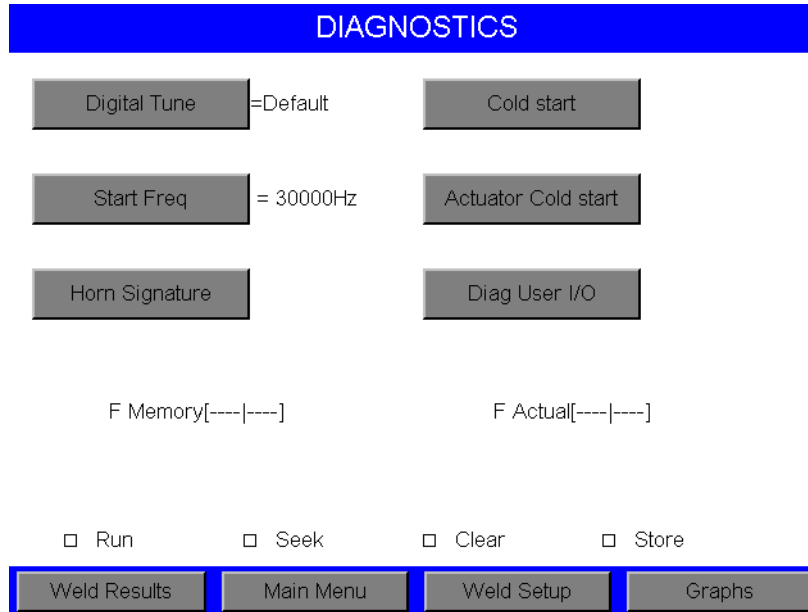 DIAGNOSTICS
Digital Tune =Default Cold start
Start Freq = 30000Hz Actuator Cold start
Horn Signature Diag User I/O
F Memory[----|----] F Actual[----|----]
Run Seek Clear Store
Weld Results Main Menu Weld Setup Graphs